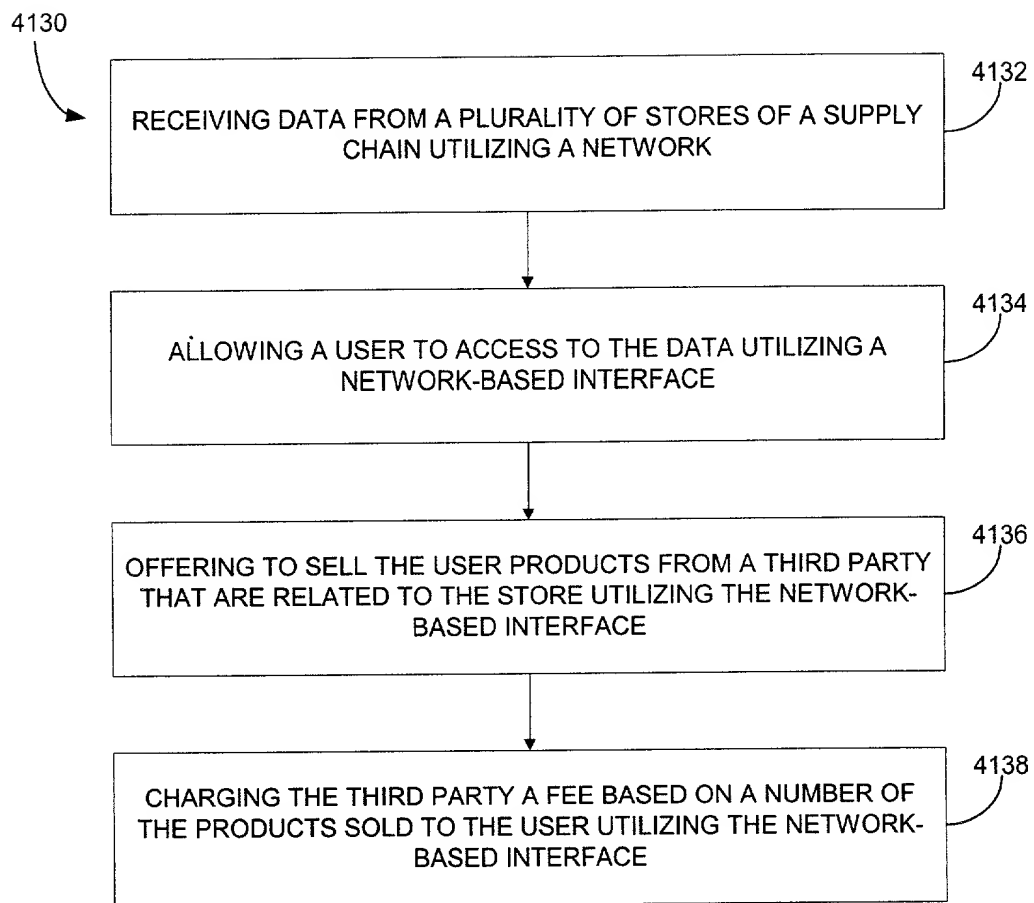 4130
4132
RECEIVING DATA FROM A PLURALITY OF STORES OF A SUPPLY
CHAIN UTILIZING A NETWORK
4134
ALLOWING A USER TO ACCESS TO THE DATA UTILIZING A
NETWORK-BASED INTERFACE
4136
OFFERING TO SELL THE USER PRODUCTS FROM A THIRD PARTY
THAT ARE RELATED TO THE STORE UTILIZING THE NETWORK-
BASED INTERFACE
4138
CHARGING THE THIRD PARTY A FEE BASED ON A NUMBER OF
THE PRODUCTS SOLD TO THE USER UTILIZING THE NETWORK-
BASED INTERFACE